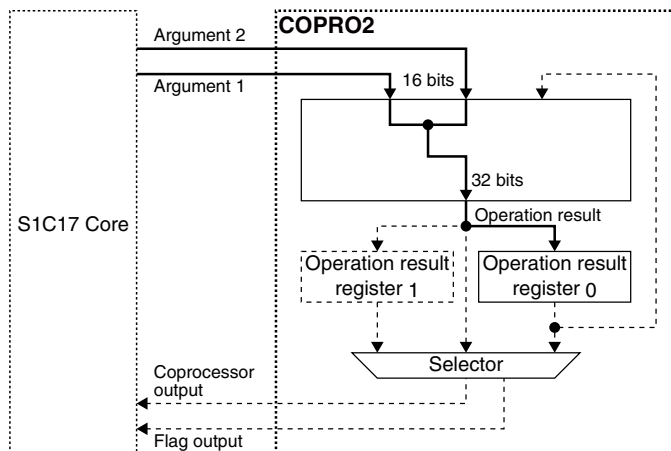 COPRO2
Argument 2
Argument 1
16 bits
32 bits
S1C17 Core
Operation result
Operation result
register 1
Operation result
register 0
Selector
Coprocessor
output
Flag output